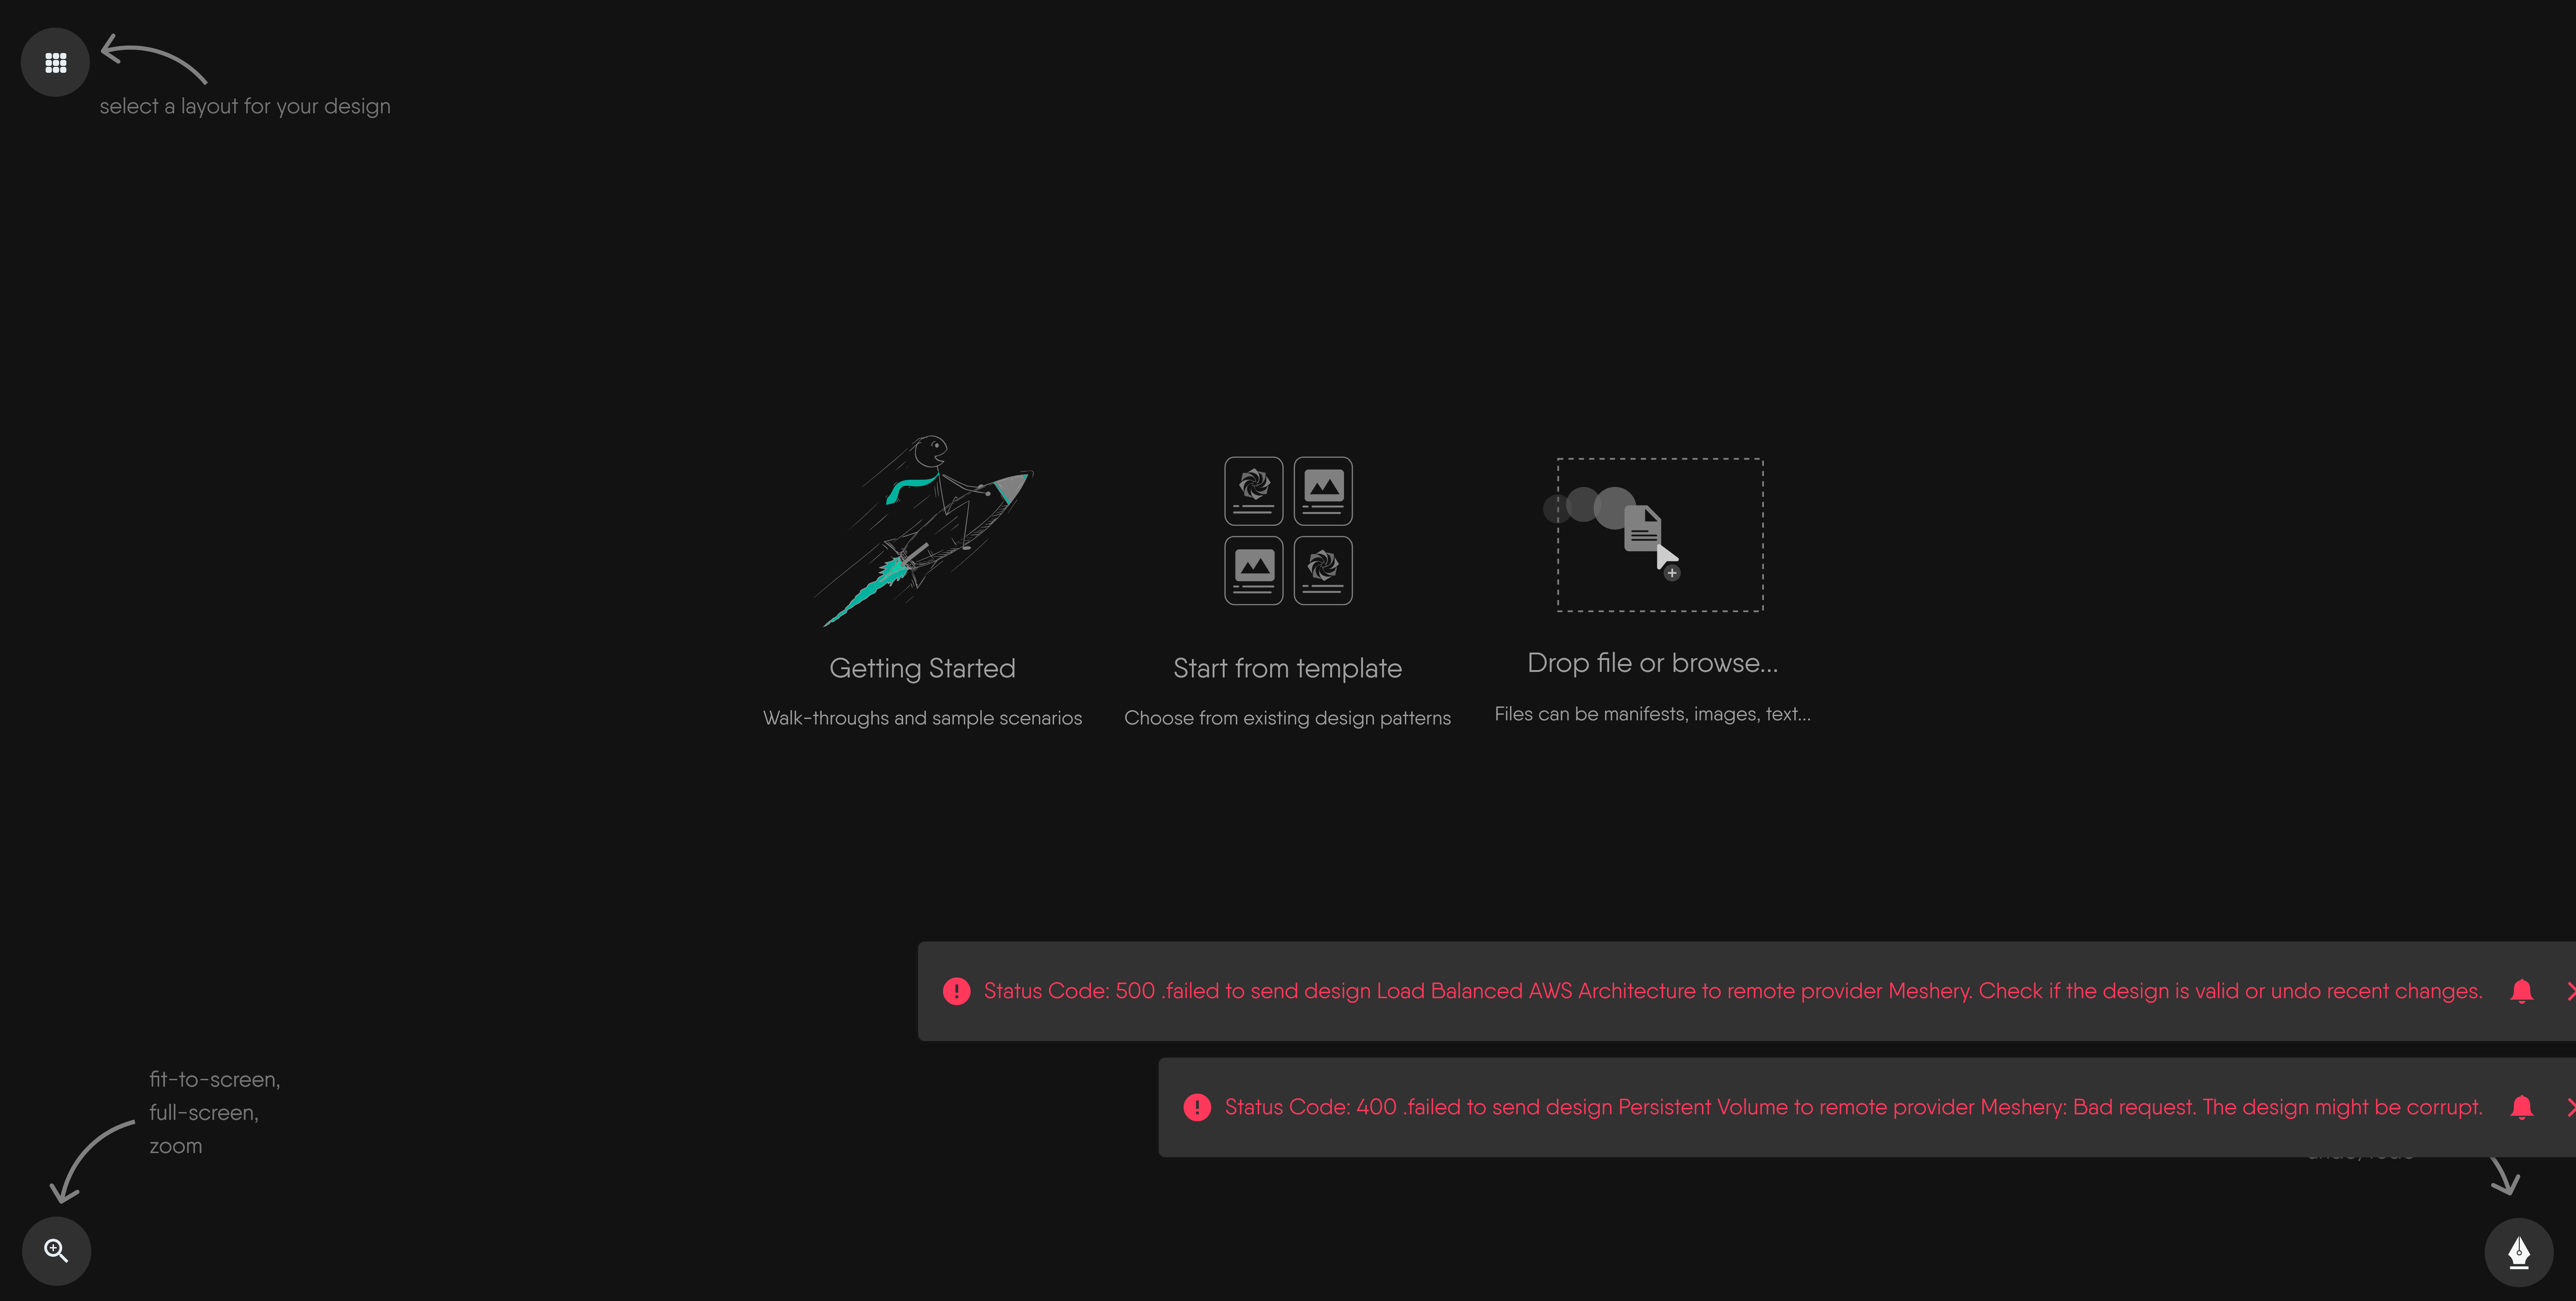 select a layout for your design
Getting Started
Walk-throughs and sample scenarios
Start from template
Choose from existing design patterns
Drop file or browse...
Files can be manifests, images, text...
Status Code: 500 .failed to send design Load Balanced AWS Architecture to remote provider Meshery. Check if the design is valid or undo recent changes.
Status Code: 400 .failed to send design Persistent Volume to remote provider Meshery: Bad request. The design might be corrupt.
fit-to-screen,
full-screen,
zoom